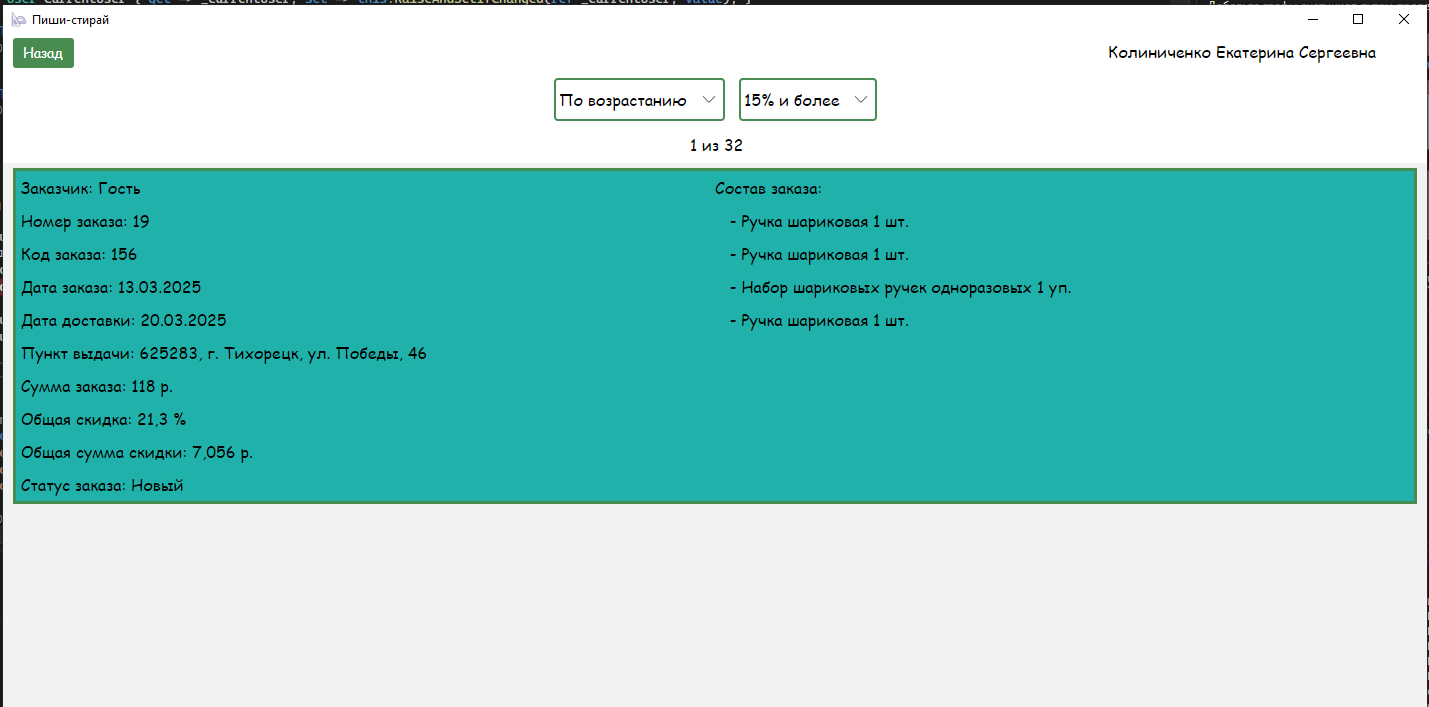 Пиши-стирай
Назад
Колиниченко Екатерина Сергеевна
По возрастанию
15% и более
1 из 32
Заказчик: Гость
Номер заказа: 19
Код заказа: 156
Дата заказа: 13.03.2025
Дата доставки: 20.03.2025
Пункт выдачи: 625283, г. Тихорецк, ул. Победы, 46
Сумма заказа: 118 р.
Общая скидка: 21,3 %
Общая сумма скидки: 7,056 р.
Статус заказа: Новый
Состав заказа:
- Ручка шариковая 1 шт.
- Ручка шариковая 1 шт.
- Набор шариковых ручек одноразовых 1 уп.
- Ручка шариковая 1 шт.